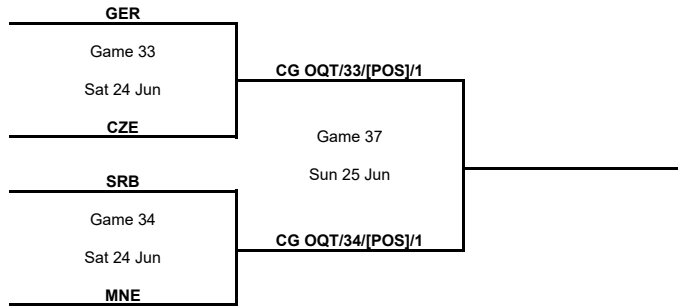 GER
Game 33
Sat 24 Jun
CZE
CG OQT/33/[POS]/1
Game 37
Sun 25 Jun
CG OQT/34/[POS]/1
SRB
Game 34
Sat 24 Jun
MNE